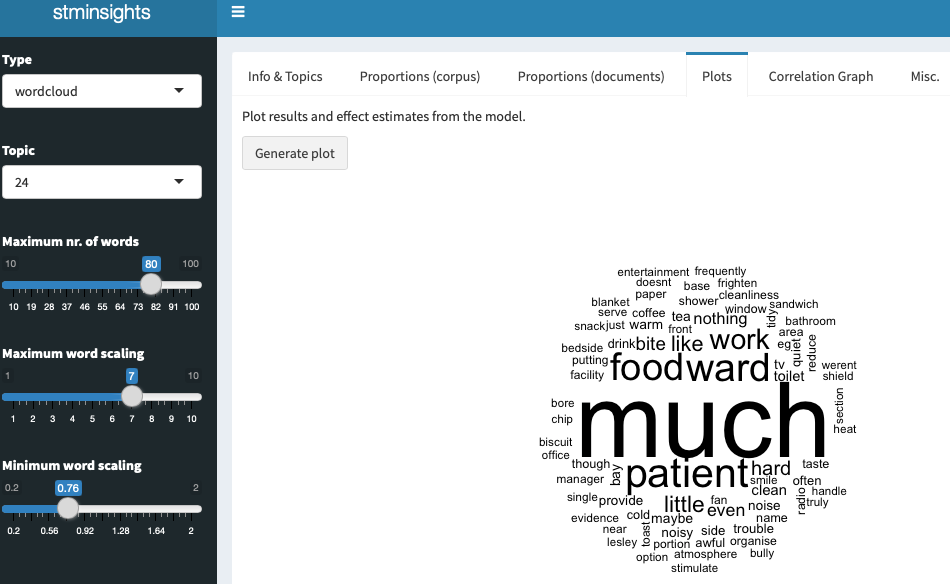 stminsights
Type
wordcloud
Topic
24
Maximum nr. of words
10 80 100
10 19 28 37 46 55 64 73 82 91 100
Maximum word scaling
1 7 10
1 2 3 4 5 6 7 8 9 10
Minimum word scaling
0.2 0.76 2
0.2 0.56 0.92 1.28 1.64 2
Info & Topics Proportions (corpus) Proportions (documents) Plots Correlation Graph Misc.
Plot results and effect estimates from the model.
Generate plot
entertainment frequently
doesnt base frighten
paper shower cleanliness
blanket window sandwich
serve coffee tea nothing tidy bathroom
snack just warm front area
drink bite like work quiet eg reduce
bedside
putting food ward tv werent
facility toilet shield
bore much section
chip heat
biscuit
office
though bay patient hard taste
manager smile often
single provide little fan clean radio handle
truly
evidence cold maybe even noise name
near toast noisy side trouble
lesley portion awful organise
option atmosphere bully
stimulate